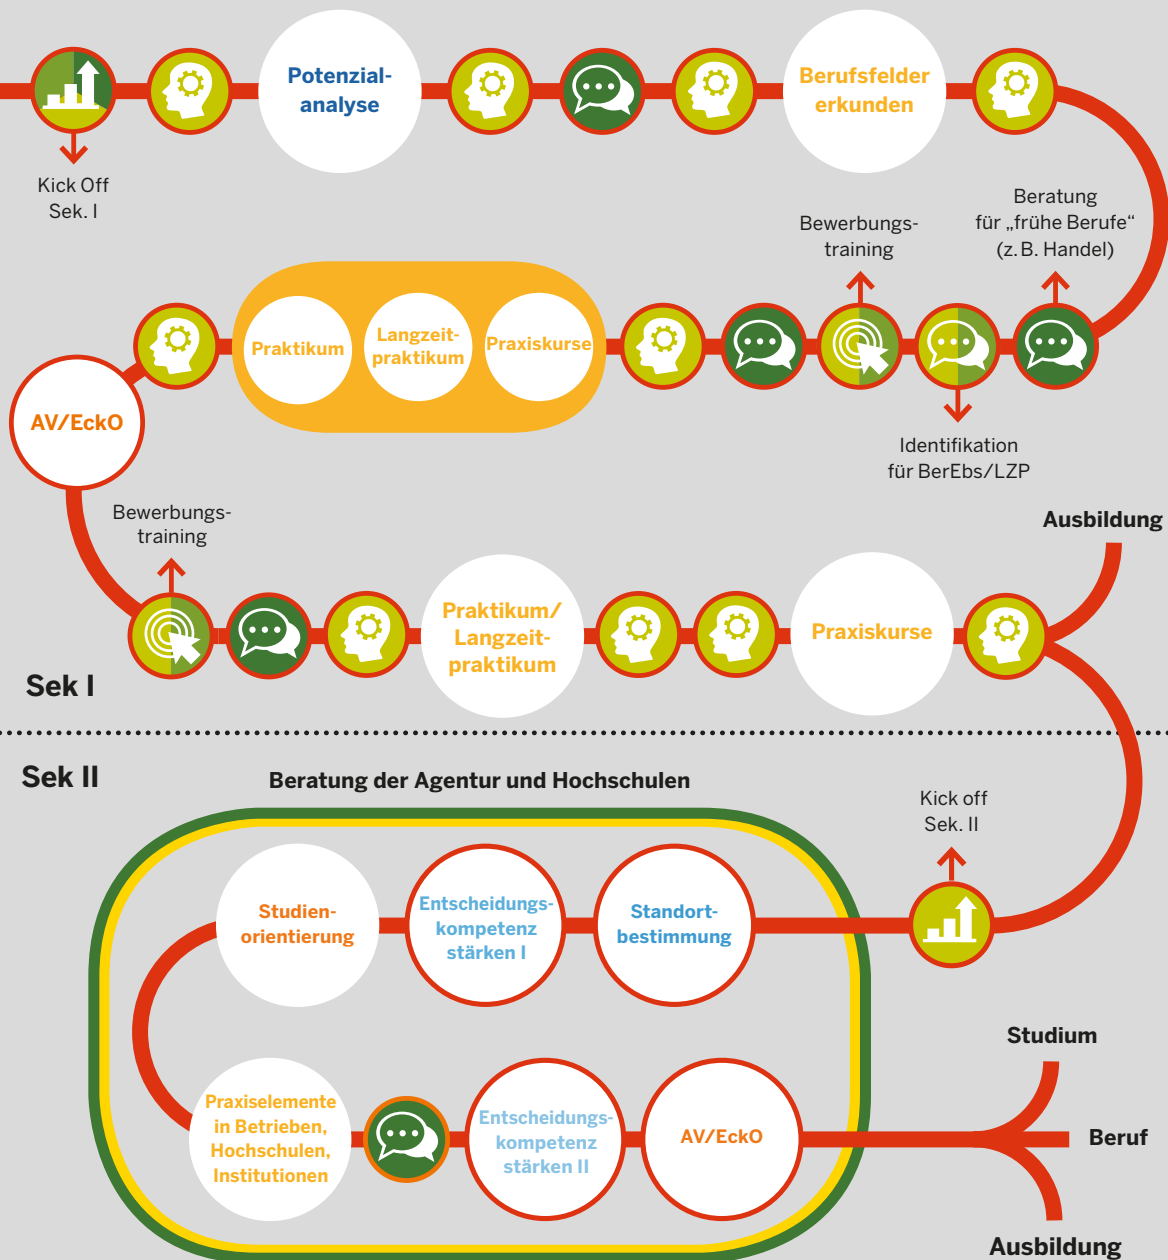 Potenzial-
analyse
Berufsfelder
erkunden
Kick Off
Sek. I
Bewerbungs-
training
Beratung
für „frühe Berufe“
(z. B. Handel)
Praktikum
Langzeit-
praktikum
Praxiskurse
AV/EckO
Identifikation
für BerEbs/LZP
Bewerbungs-
training
Ausbildung
Praktikum/
Langzeit-
praktikum
Praxiskurse
Sek I
Sek II
Beratung der Agentur und Hochschulen
Kick off
Sek. II
Studien-
orientierung
Entscheidungs-
kompetenz
stärken I
Standort-
bestimmung
Praxiselemente
in Betrieben,
Hochschulen,
Institutionen
Entscheidungs-
kompetenz
stärken II
AV/EckO
Studium
Beruf
Ausbildung